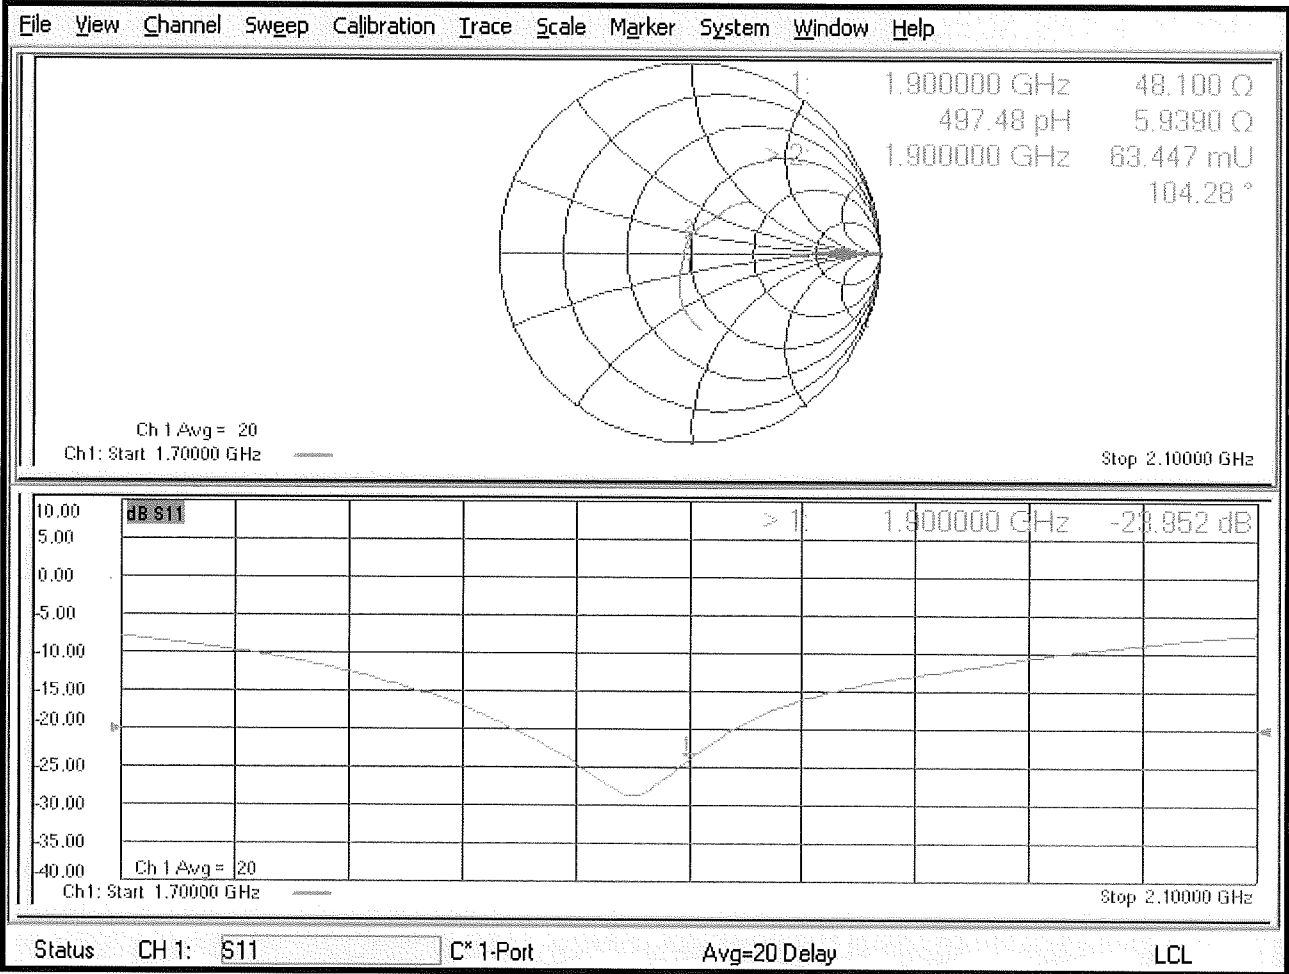 File View Channel Sweep Calibration Trace Scale Marker System Window Help
1: 1.900000 GHz 48.100 Ω
497.48 pH 5.9390 Ω
> 2: 1.900000 GHz 63.447 mU
104.28 °
2
Ch 1 Avg = 20
Ch1: Start 1.70000 GHz
Stop 2.10000 GHz
dB S11
> 1: 1.900000 GHz -23.952 dB
10.00
5.00
0.00
-5.00
-10.00
-15.00
-20.00
-25.00
-30.00
-35.00
-40.00
1
Ch 1 Avg = 20
Ch1: Start 1.70000 GHz
Stop 2.10000 GHz
Status CH 1: S11 C* 1-Port Avg=20 Delay LCL